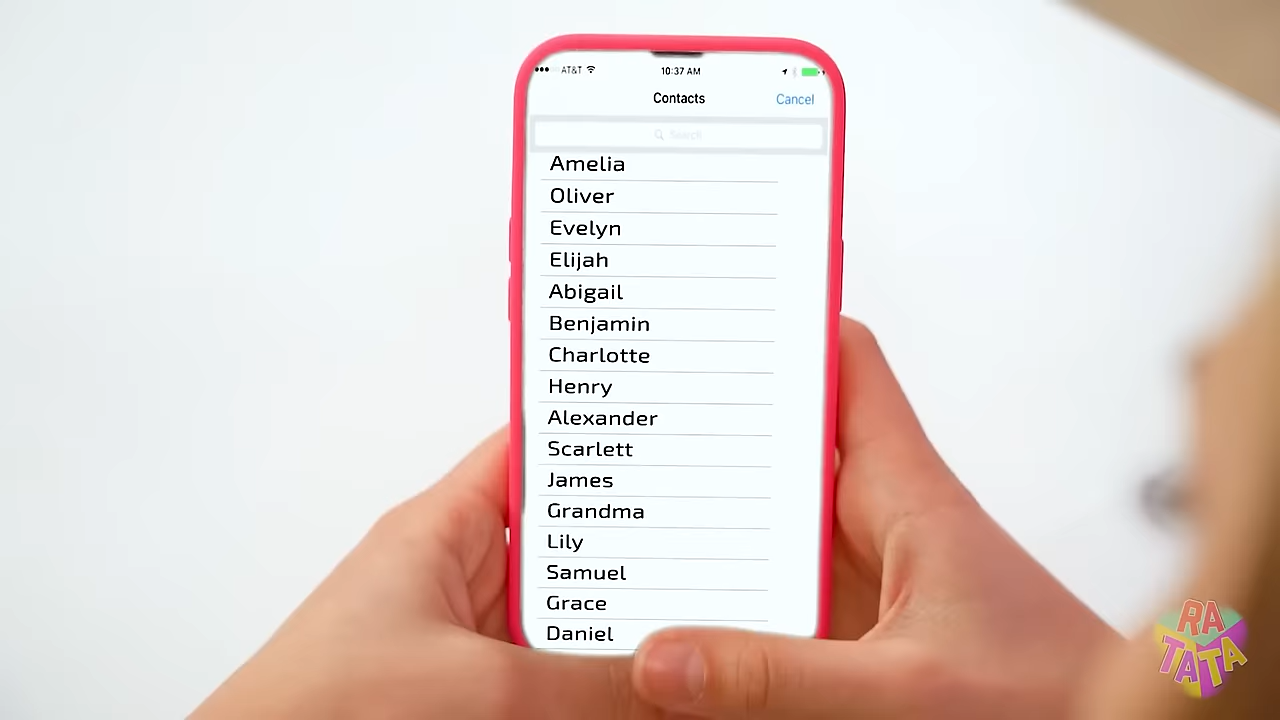 AT&T 10:37 AM
Contacts Cancel
Search
Amelia
Oliver
Evelyn
Elijah
Abigail
Benjamin
Charlotte
Henry
Alexander
Scarlett
James
Grandma
Lily
Samuel
Grace
Daniel
RA
TATA